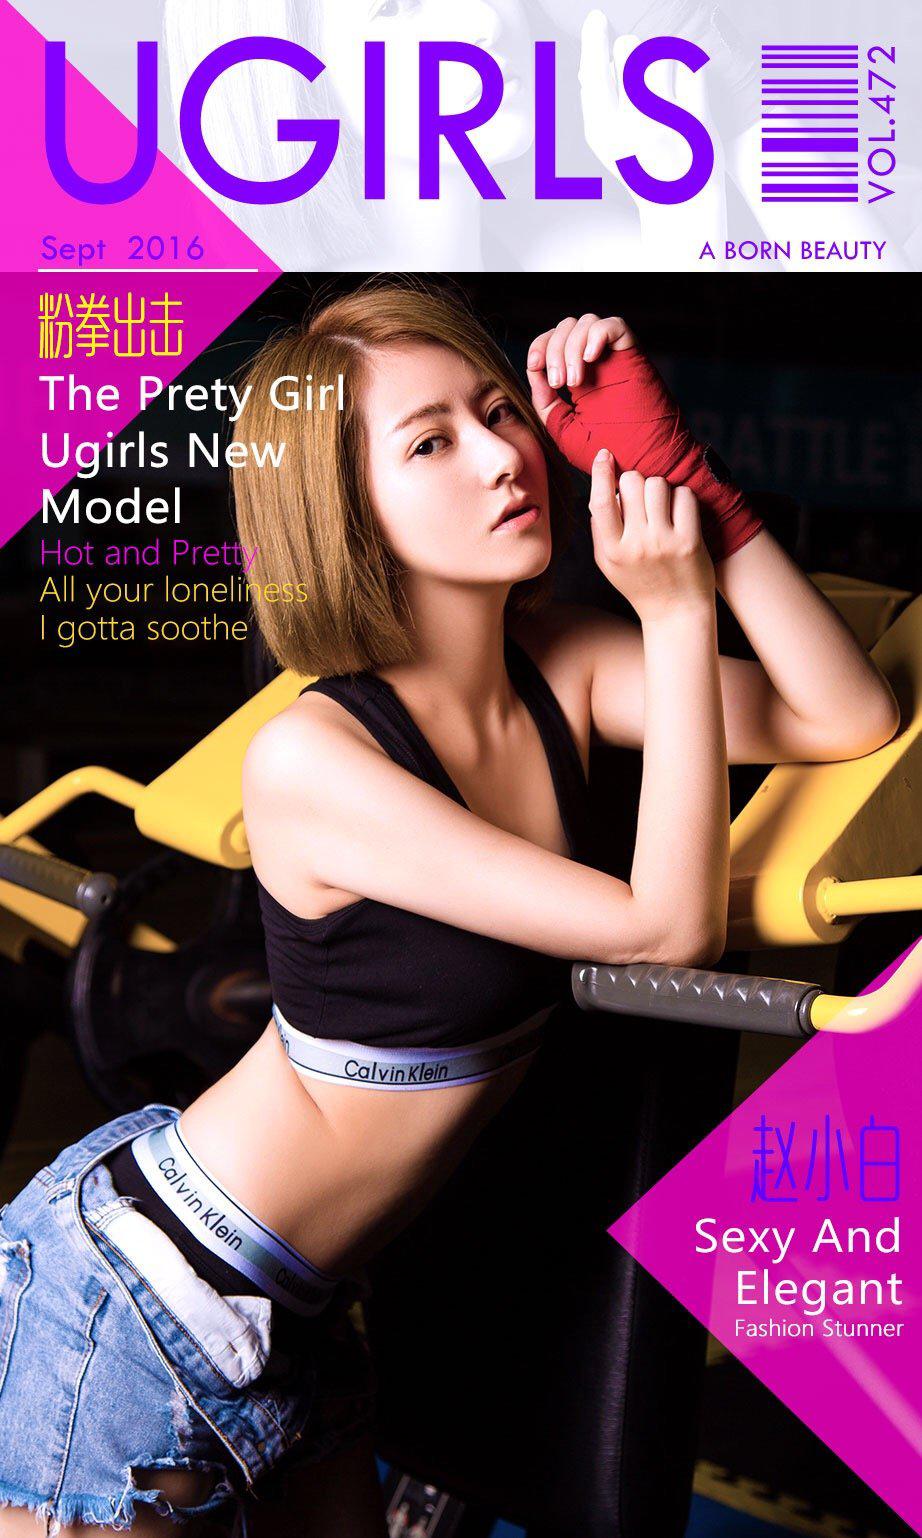 UGIRLS
VOL.472
Sept 2016
A BORN BEAUTY
粉拳出击
The Prety Girl
Ugirls New
Model
Hot and Pretty
All your loneliness
I gotta soothe
BATTLE
Calvin Klein
Calvin Klein
赵小白
Sexy And
Elegant
Fashion Stunner